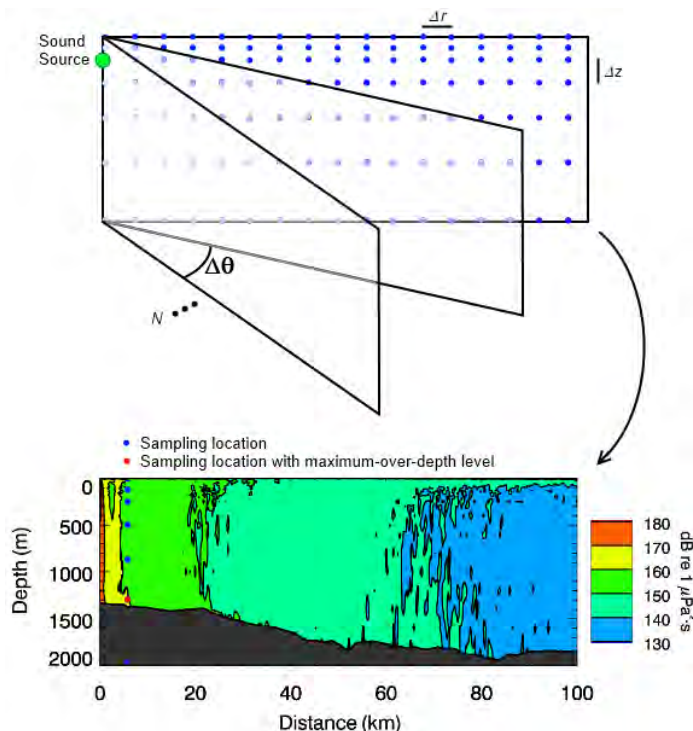 Δr
Sound
Source
Δz
Δθ
N
Sampling location
Sampling location with maximum-over-depth level
0
500
1000
1500
2000
Depth (m)
0
20
40
60
80
100
Distance (km)
180
170
160
150
140
130
dB re 1 μPa²·s